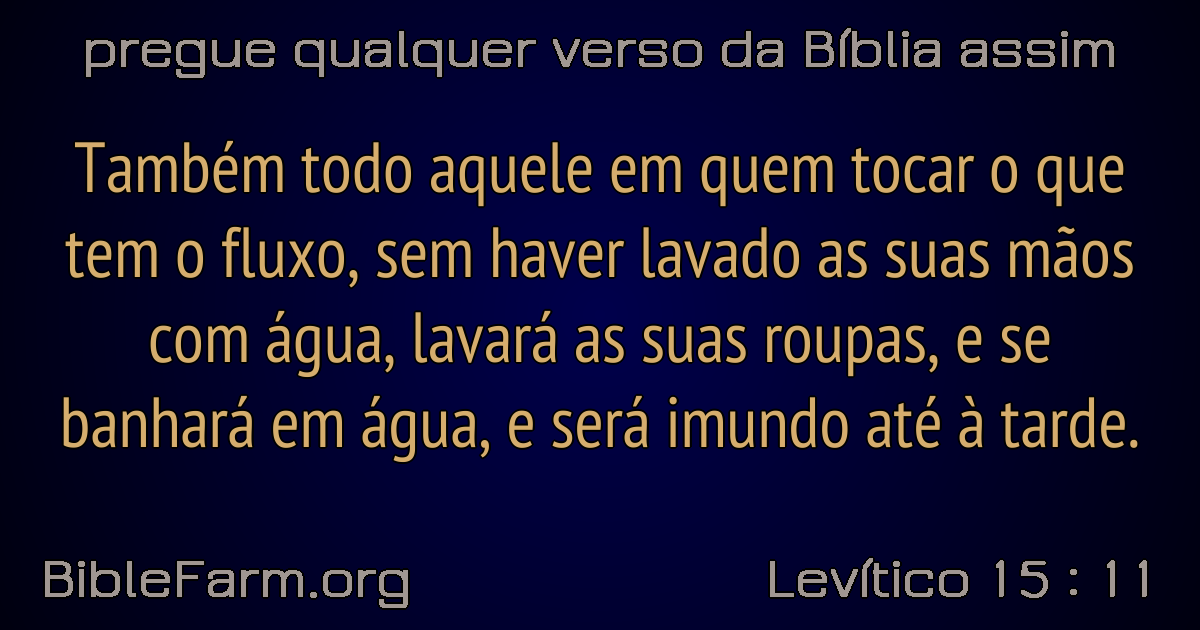 pregue qualquer verso da Bíblia assim
Também todo aquele em quem tocar o que
tem o fluxo, sem haver lavado as suas mãos
com água, lavará as suas roupas, e se
banhará em água, e será imundo até à tarde.
BibleFarm.org
Levítico 15 : 11